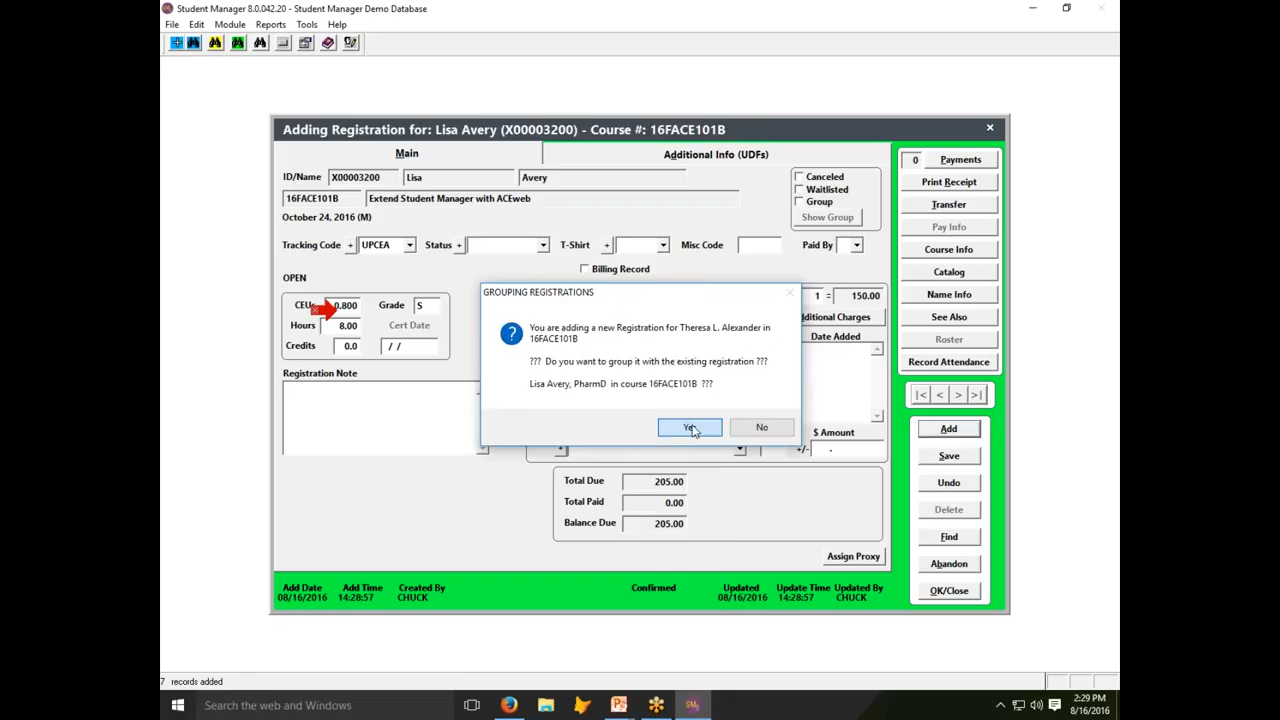 Student Manager 8.0.042.20 - Student Manager Demo Database
File Edit Module Reports Tools Help
Adding Registration for: Lisa Avery (X00003200) - Course #: 16FACE101B
Main
Additional Info (UDFs)
ID/Name X00003200 Lisa Avery
16FACE101B Extend Student Manager with ACEweb
October 24, 2016 (M)
Canceled
Waitlisted
Group
Show Group
Tracking Code + UPCEA Status + T-Shirt + Misc Code Paid By
Billing Record
OPEN
CEUs 0.800 Grade S
Hours 8.00 Cert Date
Credits 0.0 / /
Registration Note
GROUPING REGISTRATIONS
You are adding a new Registration for Theresa L. Alexander in
16FACE101B
??? Do you want to group it with the existing registration ???
Lisa Avery, PharmD in course 16FACE101B ???
Yes No
1 = 150.00
Date Added
$ Amount
+/- .
Total Due 205.00
Total Paid 0.00
Balance Due 205.00
Assign Proxy
0 Payments
Print Receipt
Transfer
Pay Info
Course Info
Catalog
Name Info
See Also
Roster
Record Attendance
|< < > >|
Add
Save
Undo
Delete
Find
Abandon
OK/Close
Add Date Add Time Created By Confirmed Updated Update Time Updated By
08/16/2016 14:28:57 CHUCK 08/16/2016 14:28:57 CHUCK
7 records added
Search the web and Windows
2:29 PM
8/16/2016